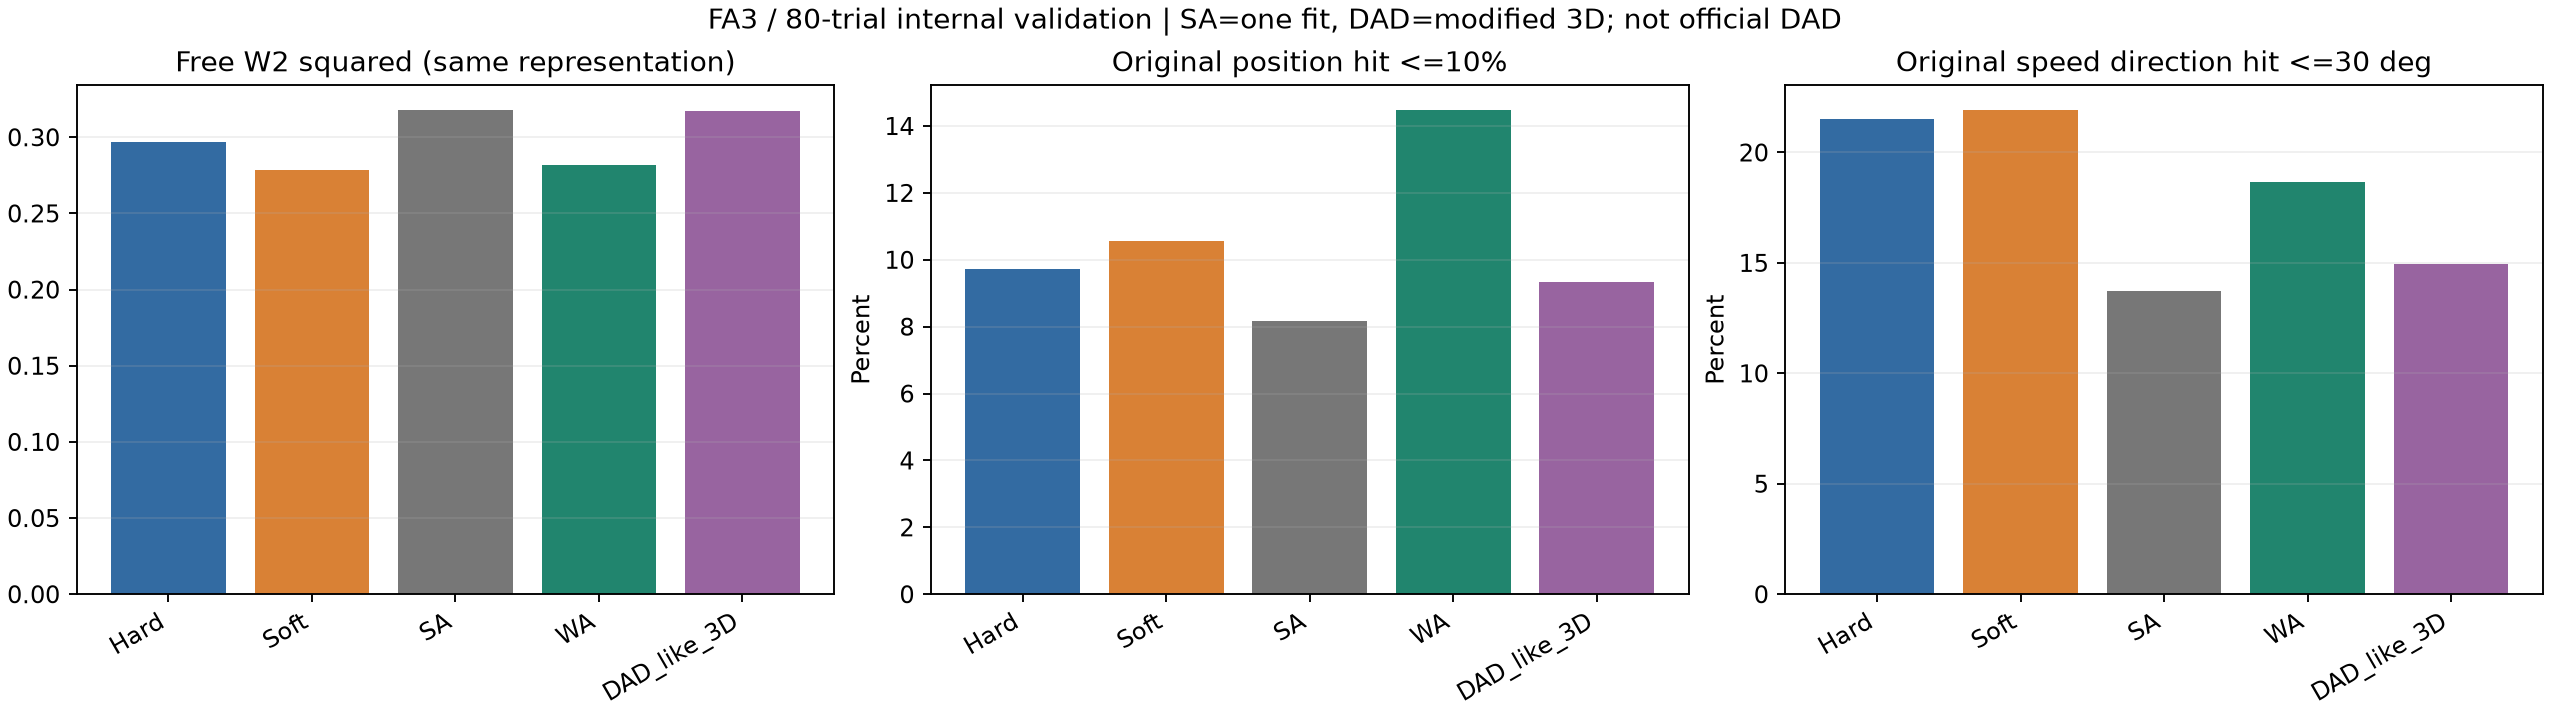 FA3 / 80-trial internal validation | SA=one fit, DAD=modified 3D; not official DAD
Free W2 squared (same representation)
0.30
0.25
0.20
0.15
0.10
0.05
0.00
Hard
Soft
SA
WA
DAD_like_3D
Original position hit <=10%
Percent
14
12
10
8
6
4
2
0
Hard
Soft
SA
WA
DAD_like_3D
Original speed direction hit <=30 deg
Percent
20
15
10
5
0
Hard
Soft
SA
WA
DAD_like_3D